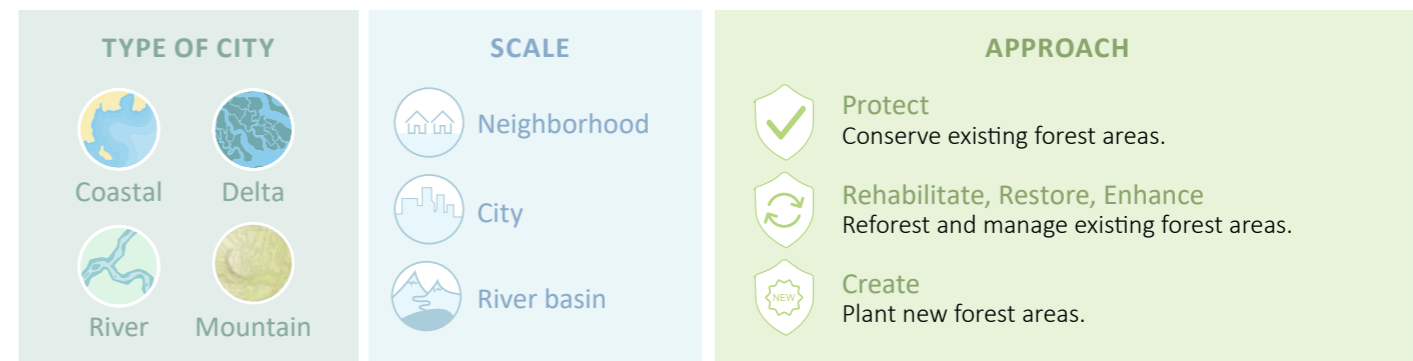 TYPE OF CITY
Coastal
Delta
River
Mountain
SCALE
Neighborhood
City
River basin
APPROACH
Protect
Conserve existing forest areas.
Rehabilitate, Restore, Enhance
Reforest and manage existing forest areas.
NEW
Create
Plant new forest areas.